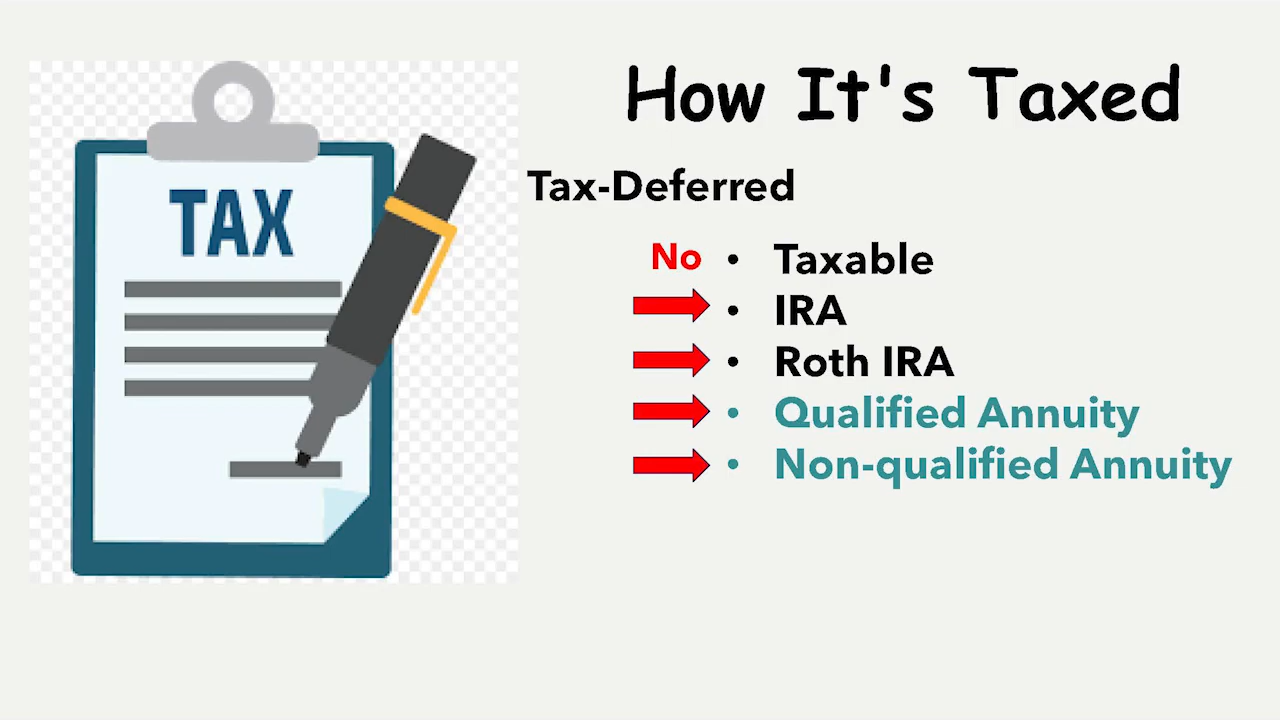 TAX
How It's Taxed
Tax-Deferred
No • Taxable
• IRA
• Roth IRA
• Qualified Annuity
• Non-qualified Annuity